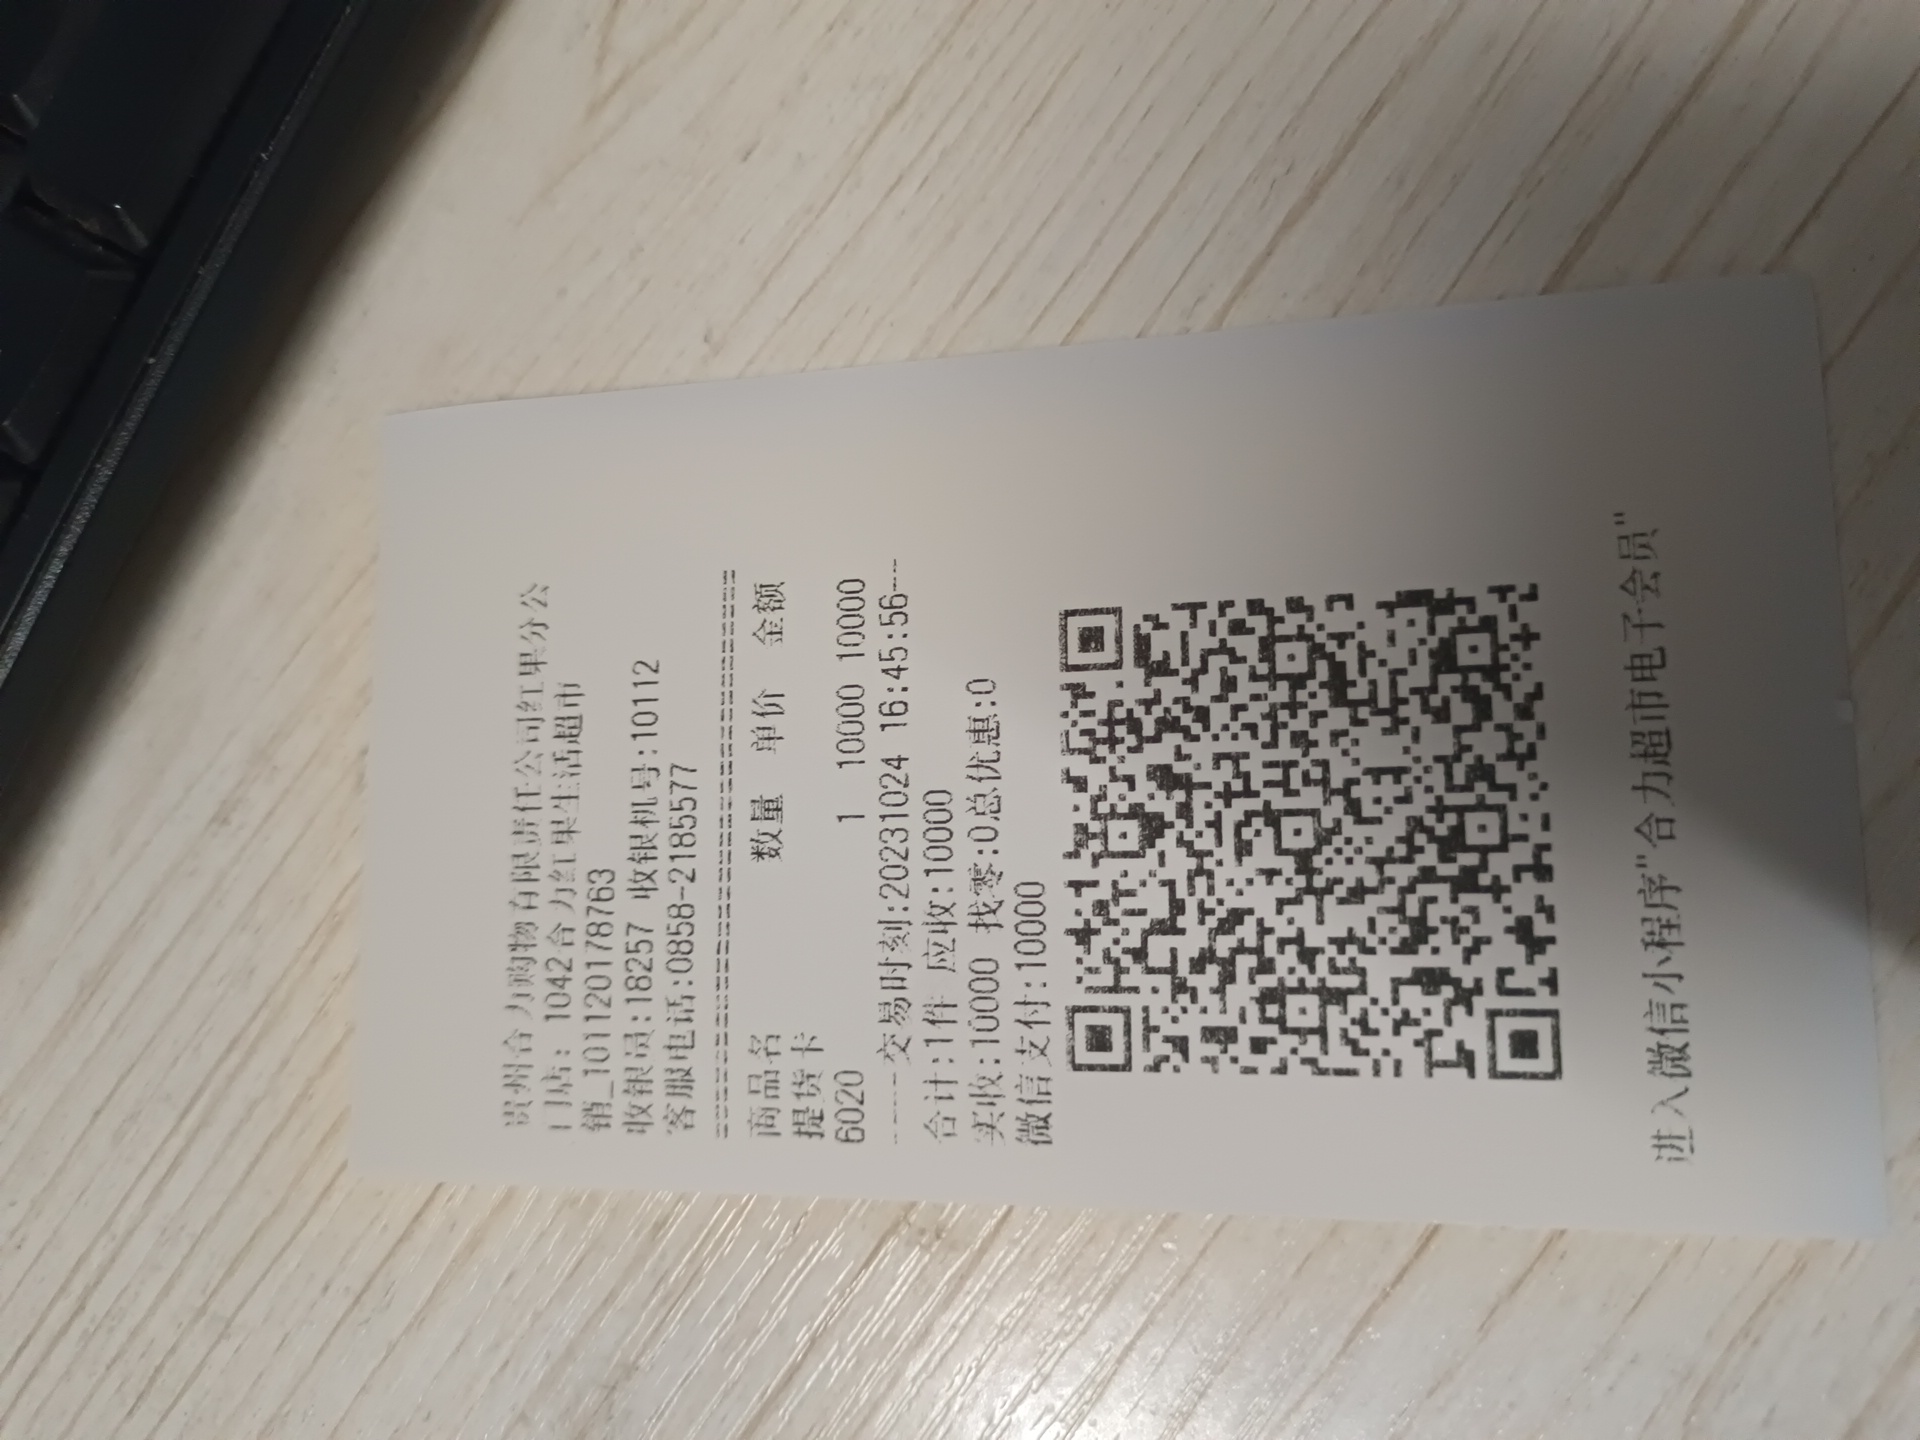 贵州合力购物有限责任公司红果分公
门店: 1042合力红果生活超市
销_1011120178763
收银员:18257 收银机号:10112
客服电话:0858-2185577
商品名 数量 单价 金额
提货卡
6020 1 10000 10000
----交易时刻:20231024 16:45:56----
合计:1件 应收:10000
实收:10000 找零:0总优惠:0
微信支付:10000
进入微信小程序"合力超市电子会员"